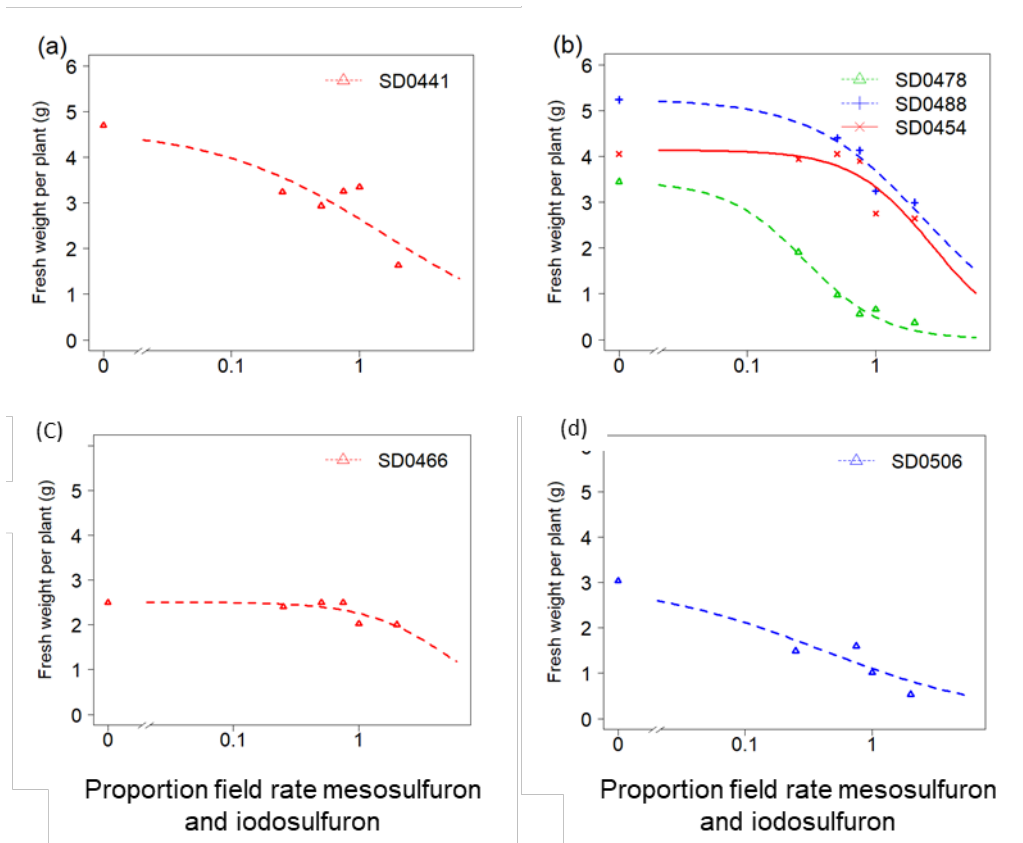 (a)
Fresh weight per plant (g)
6
5
4
3
2
1
0
0 0.1 1
SD0441
(b)
Fresh weight per plant (g)
6
5
4
3
2
1
0
0 0.1 1
SD0478
SD0488
SD0454
(C)
Fresh weight per plant (g)
5
4
3
2
1
0
0 0.1 1
SD0466
Proportion field rate mesosulfuron
and iodosulfuron
(d)
Fresh weight per plant (g)
5
4
3
2
1
0
0 0.1 1
SD0506
Proportion field rate mesosulfuron
and iodosulfuron